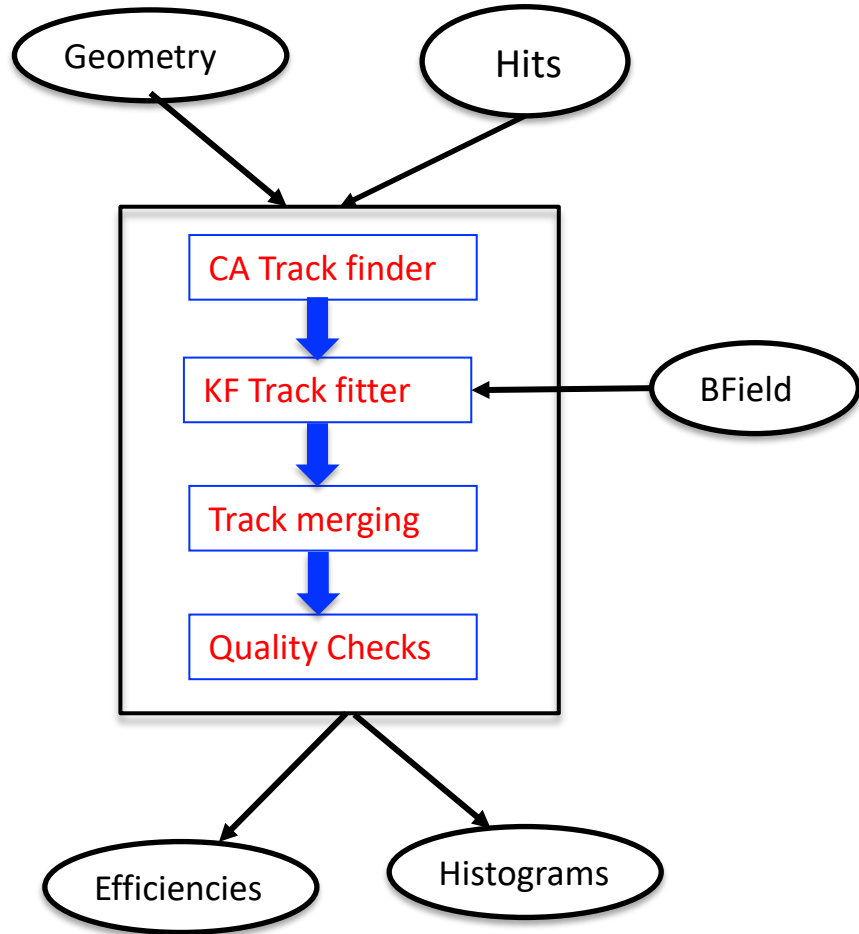 Geometry
Hits
CA Track finder
KF Track fitter
BField
Track merging
Quality Checks
Efficiencies
Histograms